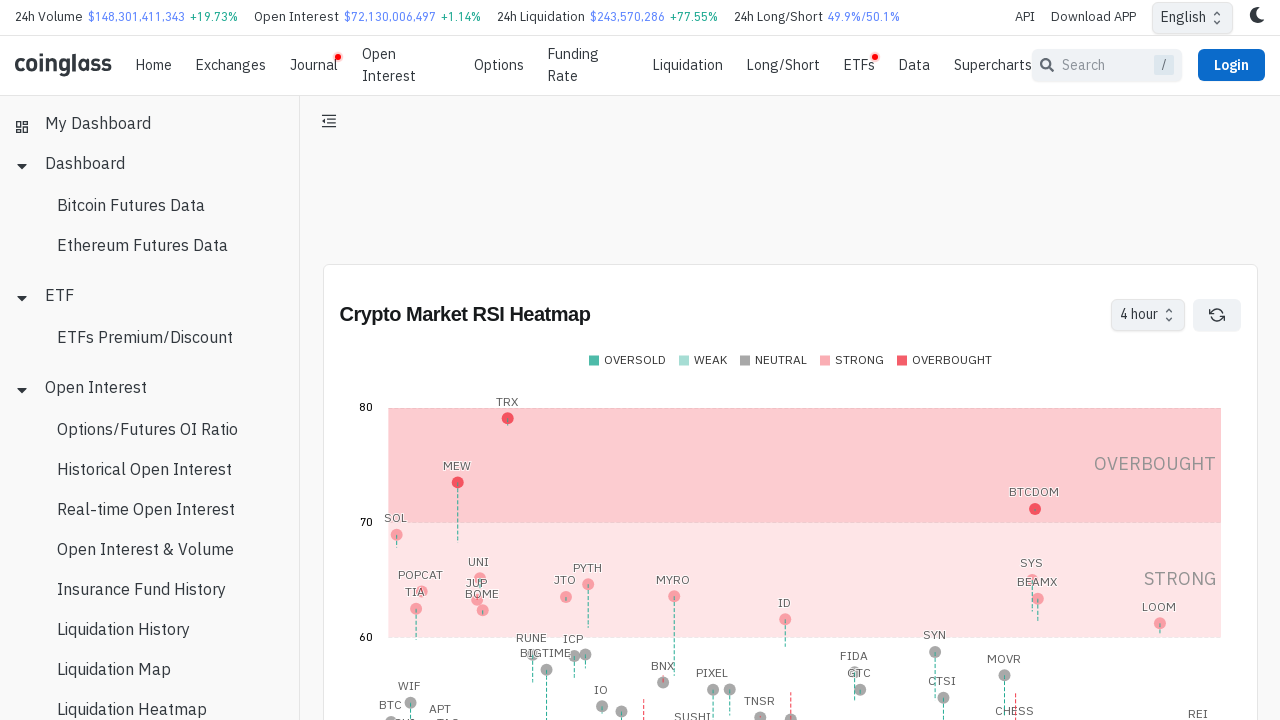 24h Volume $148,301,411,343 +19.73% Open Interest $72,130,006,497 +1.14% 24h Liquidation $243,570,286 +77.55% 24h Long/Short 49.9%/50.1% API Download APP English
coinglass Home Exchanges Journal Open Interest Options Funding Rate Liquidation Long/Short ETFs Data Supercharts Search / Login
My Dashboard
Dashboard
Bitcoin Futures Data
Ethereum Futures Data
ETF
ETFs Premium/Discount
Open Interest
Options/Futures OI Ratio
Historical Open Interest
Real-time Open Interest
Open Interest & Volume
Insurance Fund History
Liquidation History
Liquidation Map
Liquidation Heatmap
Crypto Market RSI Heatmap
4 hour
OVERSOLD WEAK NEUTRAL STRONG OVERBOUGHT
80
TRX
OVERBOUGHT
MEW
BTCDOM
SOL
70
UNI
SYS
PYTH
POPCAT
JUP
JTO
MYRO
BEAMX
STRONG
TIA
BOME
ID
LOOM
60
RUNE
ICP
SYN
BIGTIME
FIDA
MOVR
BNX
PIXEL
GTC
CTSI
WIF
IO
TNSR
BTC
APT
CHESS
REI
SUSHI